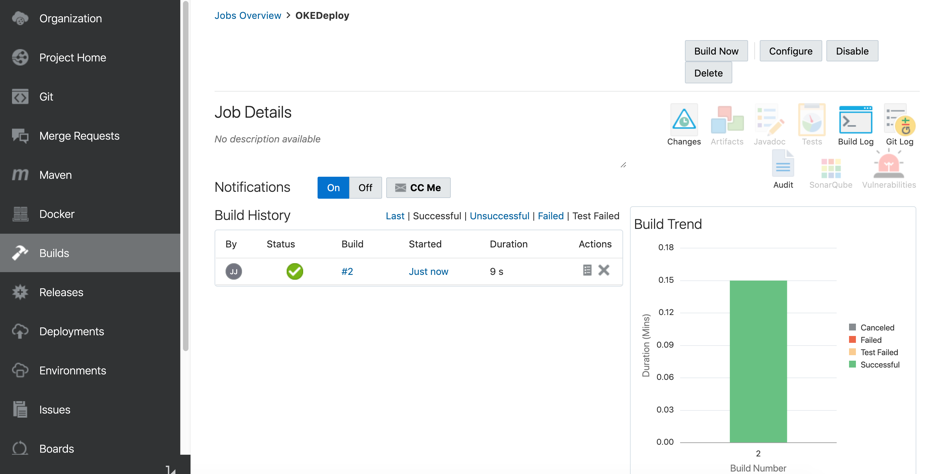 Organization
Project Home
Git
Merge Requests
Maven
Docker
Builds
Releases
Deployments
Environments
Issues
Boards
Jobs Overview > OKEDeploy
Build Now
Configure
Disable
Delete
Job Details
No description available
Changes
Artifacts
Javadoc
Tests
Build Log
Git Log
Audit
SonarQube
Vulnerabilities
Notifications
On
Off
CC Me
Build History
Last | Successful | Unsuccessful | Failed | Test Failed
By Status Build Started Duration Actions
JJ #2 Just now 9 s
Build Trend
Duration (Mins)
0.18
0.15
0.12
0.09
0.06
0.03
0.00
2
Build Number
Canceled
Failed
Test Failed
Successful